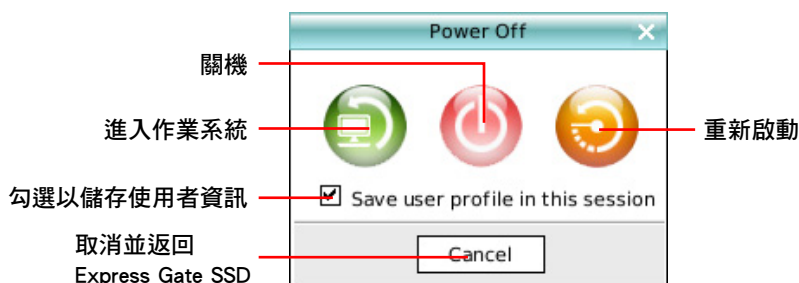 Power Off
關機
進入作業系統
重新啟動
勾選以儲存使用者資訊
Save user profile in this session
取消並返回
Express Gate SSD
Cancel